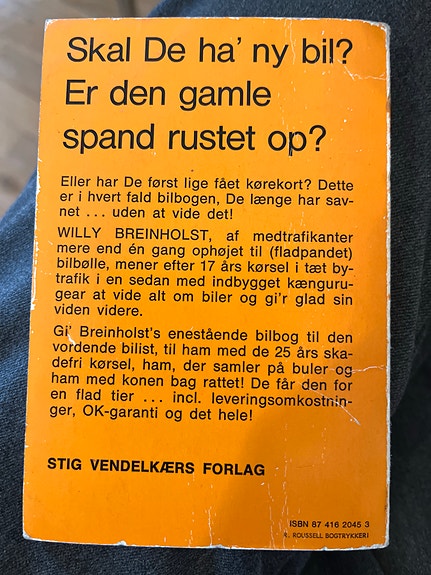 Skal De ha' ny bil?
Er den gamle
spand rustet op?
Eller har De først lige fået kørekort? Dette
er i hvert fald bilbogen, De længe har sav-
net ... uden at vide det!
WILLY BREINHOLST, af medtrafikanter
mere end én gang ophøjet til (fladpandet)
bilbølle, mener efter 17 års kørsel i tæt by-
trafik i en sedan med indbygget kænguru-
gear at vide alt om biler og gi'r glad sin
viden videre.
Gi' Breinholst's enestående bilbog til den
vordende bilist, til ham med de 25 års ska-
defri kørsel, ham, der samler på buler og
ham med konen bag rattet! De får den for
en flad tier ... incl. leveringsomkostnin-
ger, OK-garanti og det hele!
STIG VENDELKÆRS FORLAG
ISBN 87 416 2045 3
R. ROUSSELL BOGTRYKKERI